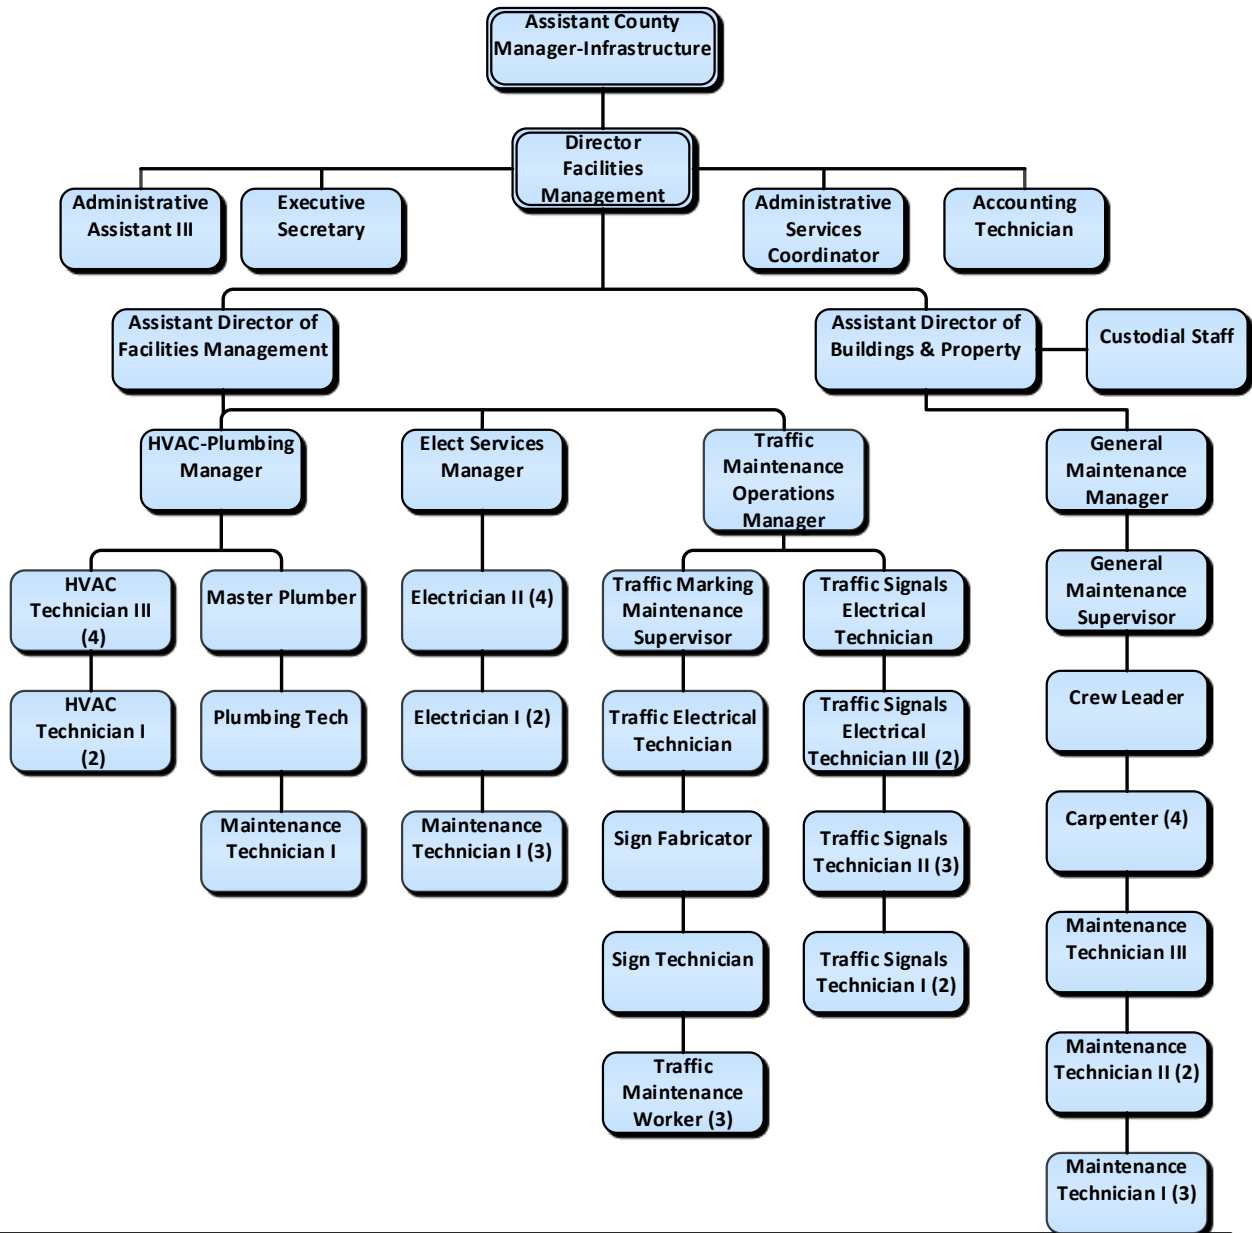 Assistant County
Manager-Infrastructure
Director
Facilities
Management
Administrative
Assistant III
Executive
Secretary
Administrative
Services
Coordinator
Accounting
Technician
Assistant Director of
Facilities Management
Assistant Director of
Buildings & Property
Custodial Staff
HVAC-Plumbing
Manager
Elect Services
Manager
Traffic
Maintenance
Operations
Manager
General
Maintenance
Manager
HVAC
Technician III
(4)
Master Plumber
Electrician II (4)
Traffic Marking
Maintenance
Supervisor
Traffic Signals
Electrical
Technician
General
Maintenance
Supervisor
HVAC
Technician I
(2)
Plumbing Tech
Electrician I (2)
Traffic Electrical
Technician
Traffic Signals
Electrical
Technician III (2)
Crew Leader
Maintenance
Technician I
Maintenance
Technician I (3)
Sign Fabricator
Traffic Signals
Technician II (3)
Carpenter (4)
Sign Technician
Traffic Signals
Technician I (2)
Maintenance
Technician III
Traffic
Maintenance
Worker (3)
Maintenance
Technician II (2)
Maintenance
Technician I (3)